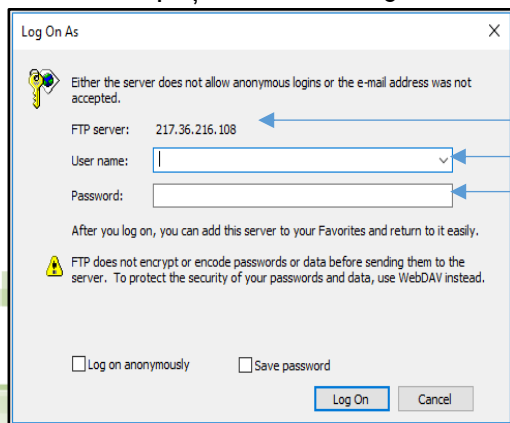 Log On As
Either the server does not allow anonymous logins or the e-mail address was not
accepted.
FTP server: 217.36.216.108
User name:
Password:
After you log on, you can add this server to your Favorites and return to it easily.
FTP does not encrypt or encode passwords or data before sending them to the
server. To protect the security of your passwords and data, use WebDAV instead.
Log on anonymously Save password
Log On Cancel